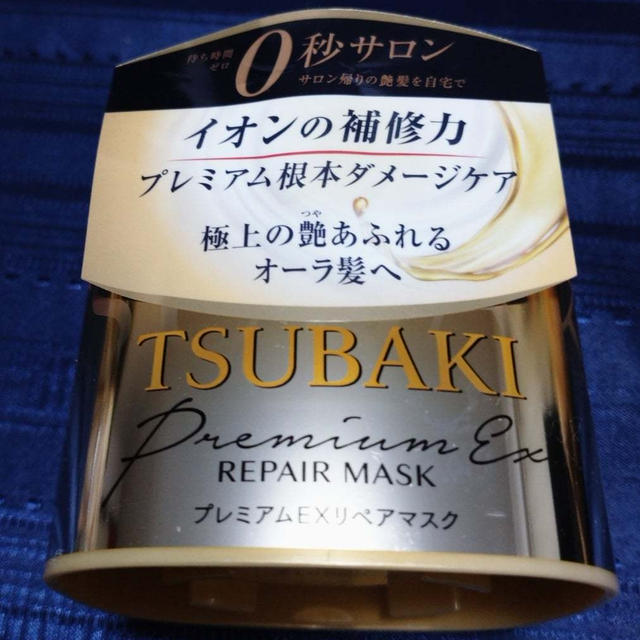 待ち時間
ゼロ
0秒サロン
サロン帰りの艶髪を自宅で
イオンの補修力
プレミアム根本ダメージケア
つや
極上の艶あふれる
オーラ髪へ
TSUBAKI
Premium Ex
REPAIR MASK
プレミアムEXリペアマスク